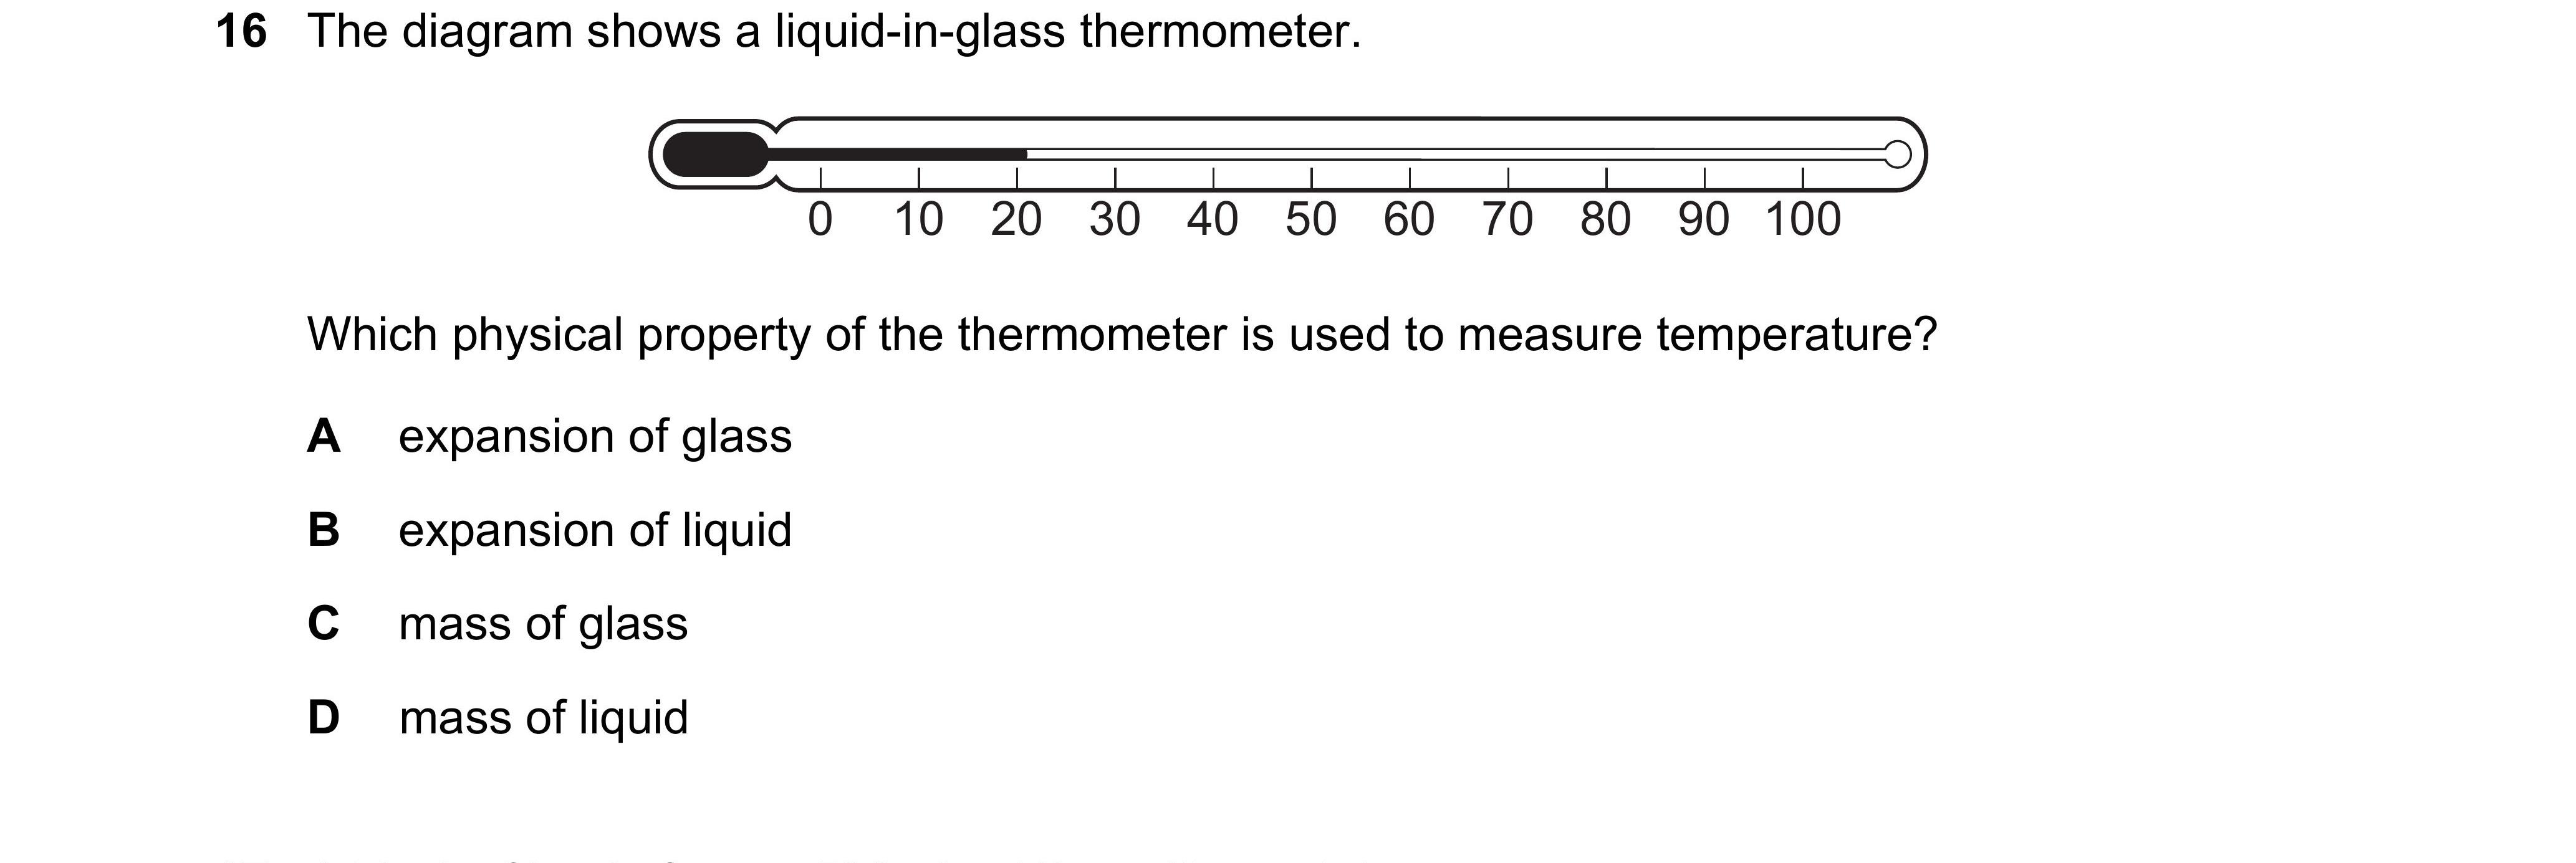 16 The diagram shows a liquid-in-glass thermometer.
0 10 20 30 40 50 60 70 80 90 100
Which physical property of the thermometer is used to measure temperature?
A expansion of glass
B expansion of liquid
C mass of glass
D mass of liquid